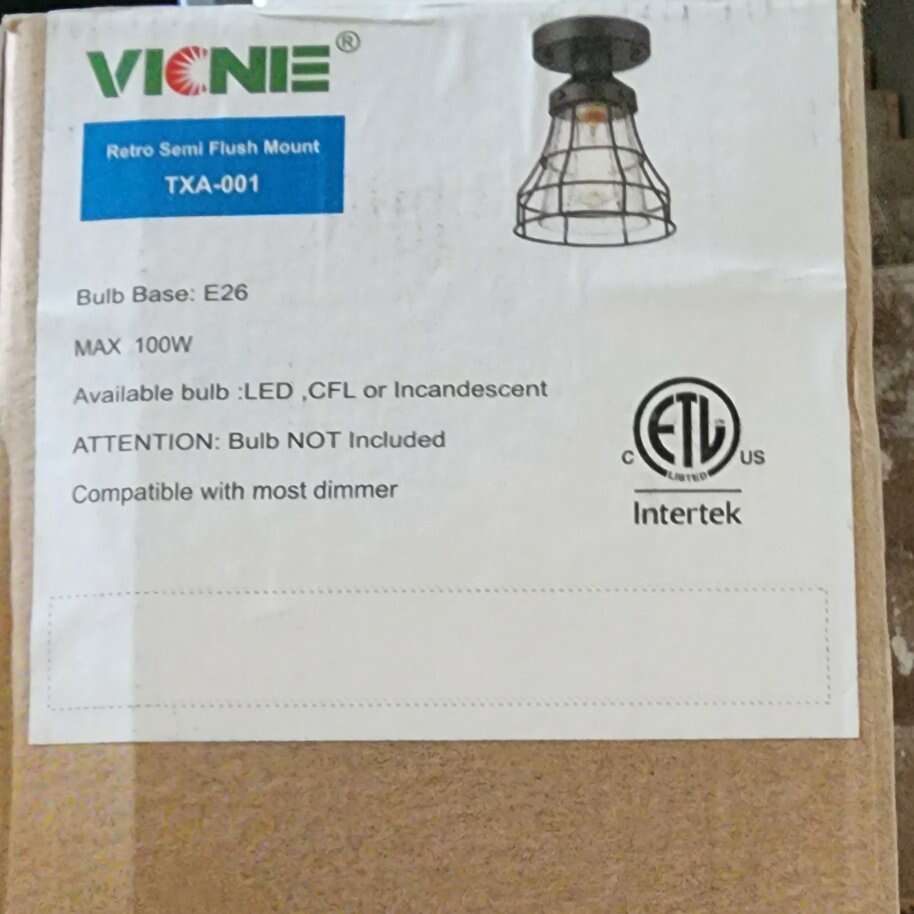 VICNIE®
Retro Semi Flush Mount
TXA-001
Bulb Base: E26
MAX 100W
Available bulb :LED ,CFL or Incandescent
ATTENTION: Bulb NOT Included
Compatible with most dimmer
ETL
C US
LISTED
Intertek